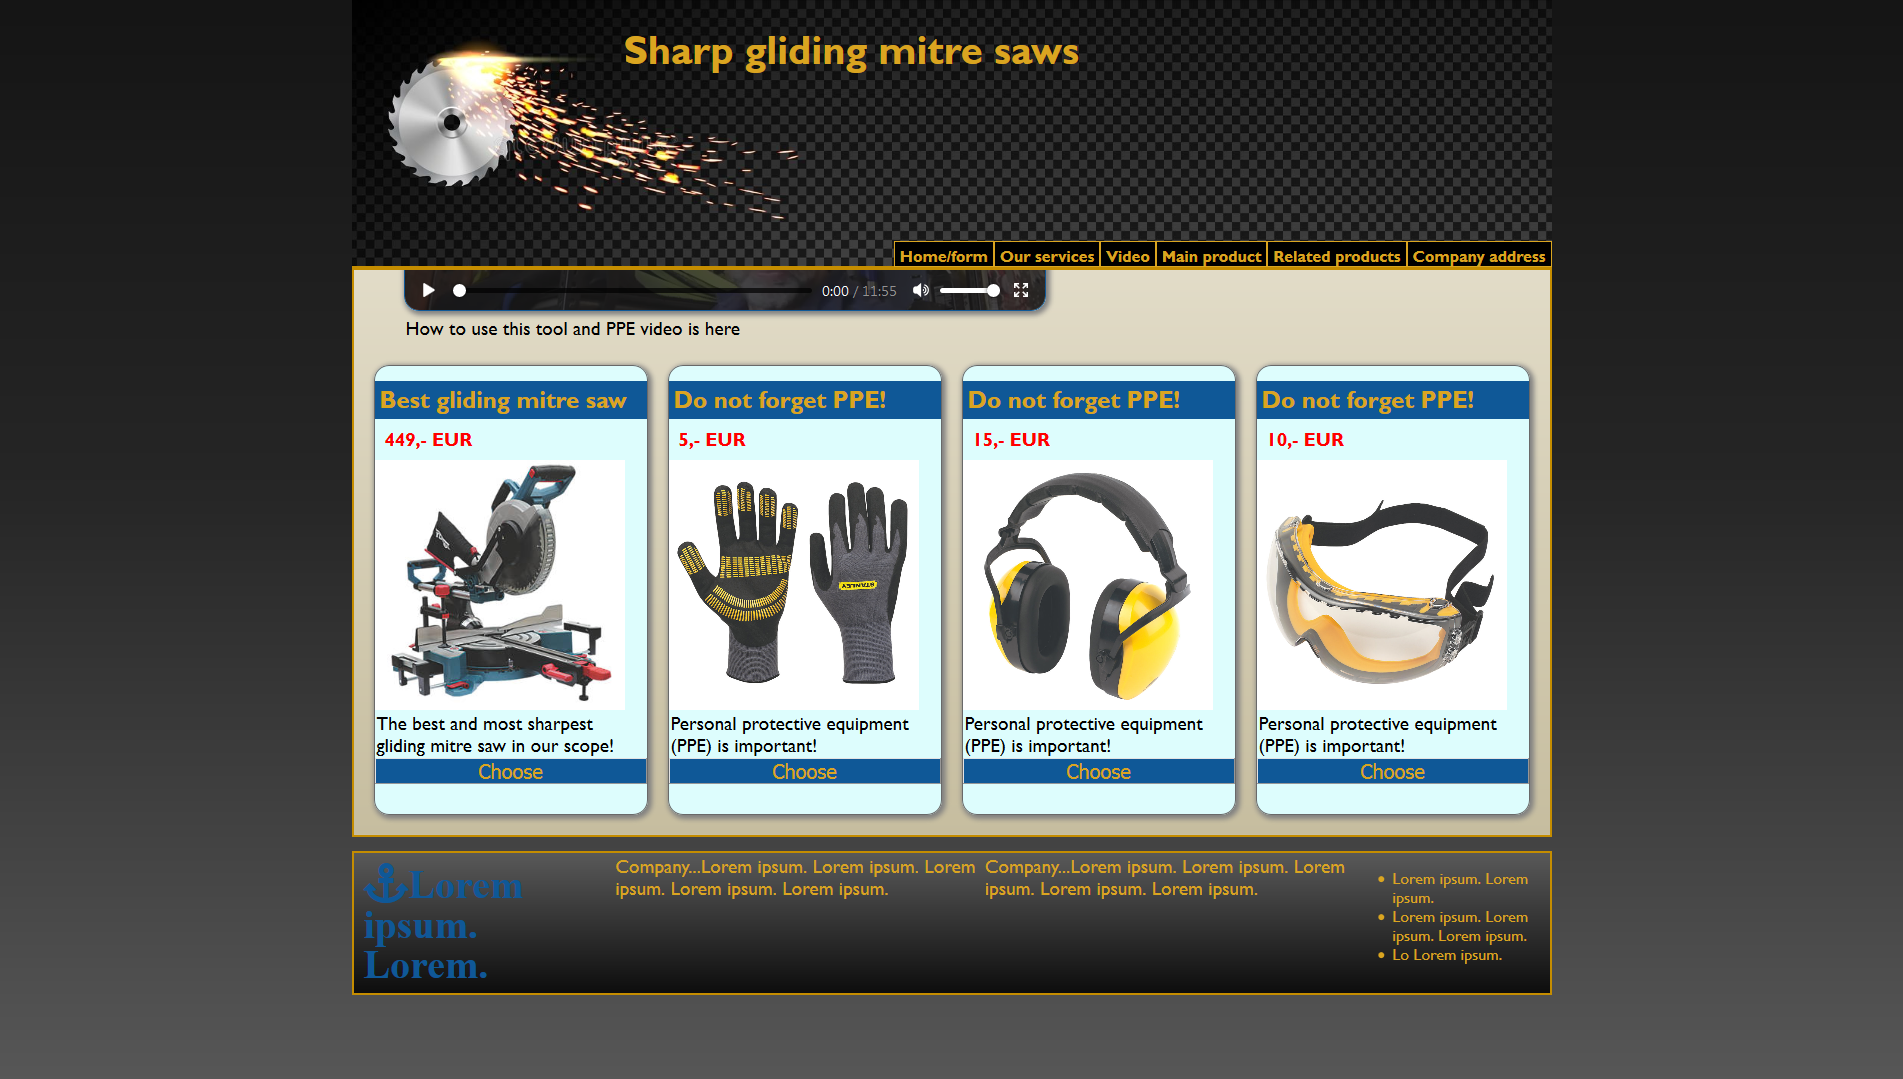 Sharp gliding mitre saws
Home/form Our services Video Main product Related products Company address
0:00 / 11:55
How to use this tool and PPE video is here
Best gliding mitre saw
449,- EUR
The best and most sharpest
gliding mitre saw in our scope!
Choose
Do not forget PPE!
5,- EUR
STANLEY
Personal protective equipment
(PPE) is important!
Choose
Do not forget PPE!
15,- EUR
Personal protective equipment
(PPE) is important!
Choose
Do not forget PPE!
10,- EUR
Personal protective equipment
(PPE) is important!
Choose
Lorem
ipsum.
Lorem.
Company...Lorem ipsum. Lorem ipsum. Lorem
ipsum. Lorem ipsum. Lorem ipsum.
Company...Lorem ipsum. Lorem ipsum. Lorem
ipsum. Lorem ipsum. Lorem ipsum.
Lorem ipsum. Lorem
ipsum.
Lorem ipsum. Lorem
ipsum. Lorem ipsum.
Lo Lorem ipsum.